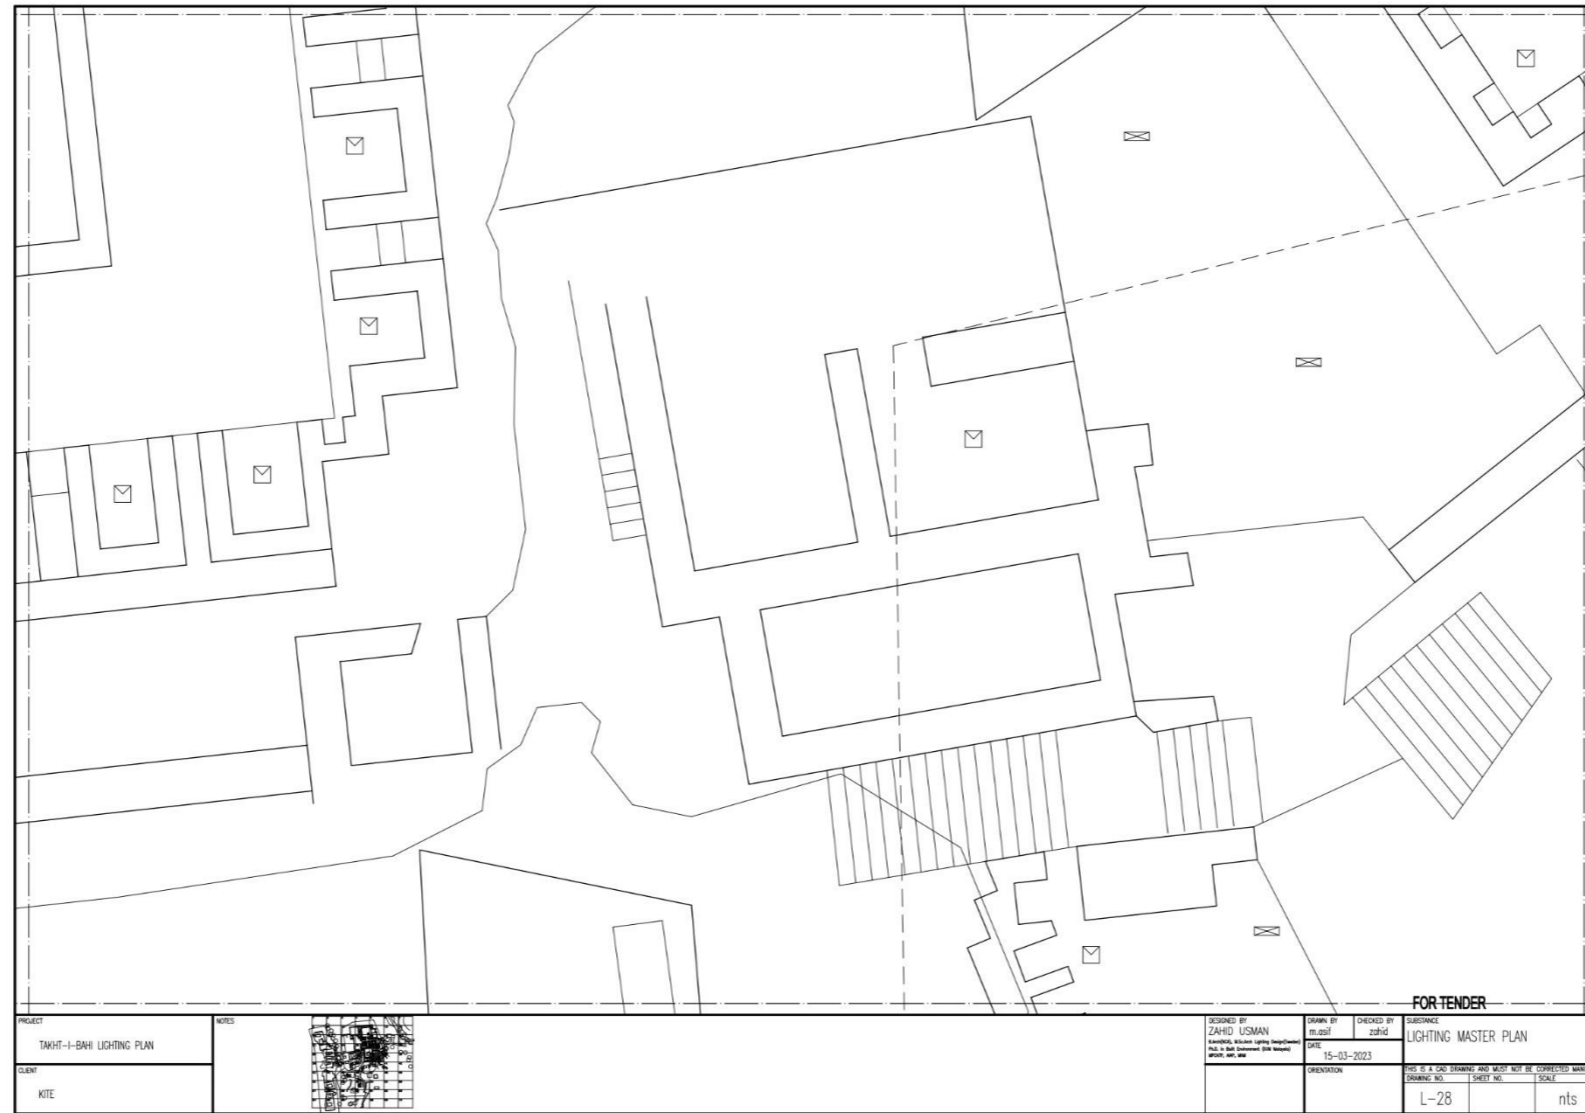 FOR TENDER
PROJECT
TAKHT-I-BAHI LIGHTING PLAN
CLIENT
KITE
NOTES
DESIGNED BY
ZAHID USMAN
DRAWN BY
m.asif
CHECKED BY
zahid
DATE
15-03-2023
ORIENTATION
SUBSTANCE
LIGHTING MASTER PLAN
THIS IS A CAD DRAWING AND MUST NOT BE CORRECTED
DRAWING NO.
SHEET NO.
SCALE
L-28
nts